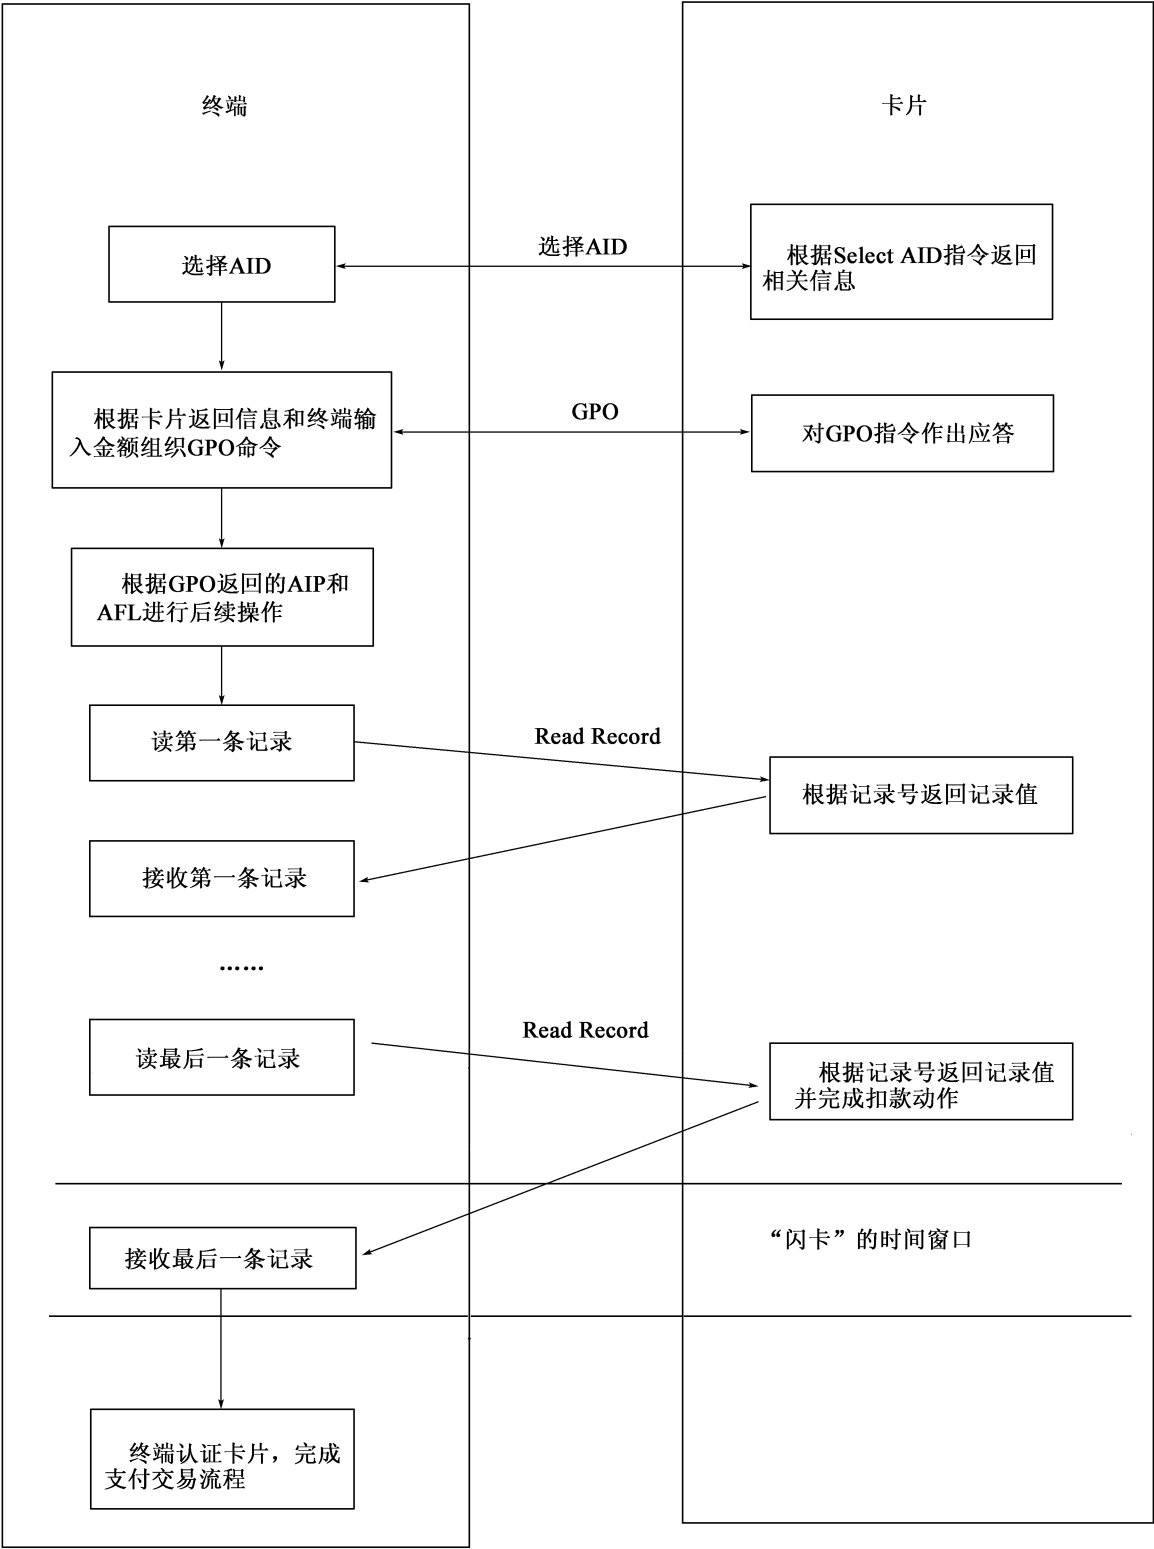 终端
卡片
选择AID
选择AID
根据Select AID指令返回
相关信息
根据卡片返回信息和终端输
入金额组织GPO命令
GPO
对GPO指令作出应答
根据GPO返回的AIP和
AFL进行后续操作
读第一条记录
Read Record
根据记录号返回记录值
接收第一条记录
……
读最后一条记录
Read Record
根据记录号返回记录值
并完成扣款动作
“闪卡”的时间窗口
接收最后一条记录
终端认证卡片，完成
支付交易流程